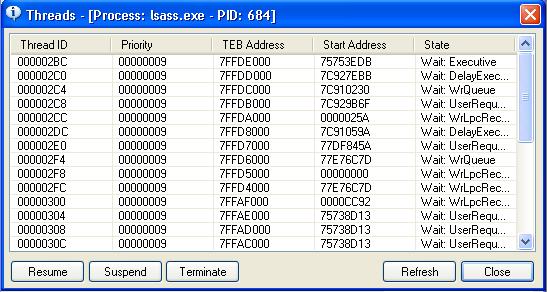 Threads - [Process: lsass.exe - PID: 684]
Thread ID Priority TEB Address Start Address State
000002BC 00000009 7FFDE000 75753EDB Wait: Executive
000002C0 00000009 7FFDD000 7C927EBB Wait: DelayExec...
000002C4 00000009 7FFDC000 7C910230 Wait: WrQueue
000002C8 00000009 7FFDB000 7C929B6F Wait: UserRequ...
000002CC 00000009 7FFDA000 0000025A Wait: WrLpcRec...
000002DC 00000009 7FFD8000 7C91059A Wait: DelayExec...
000002E0 00000009 7FFD7000 77DF845A Wait: UserRequ...
000002F4 00000009 7FFD6000 77E76C7D Wait: WrQueue
000002F8 00000009 7FFD5000 00000000 Wait: WrLpcRec...
000002FC 00000009 7FFD4000 77E76C7D Wait: WrLpcRec...
00000300 00000009 7FFAF000 0000CC92 Wait: WrLpcRec...
00000304 00000009 7FFAE000 75738D13 Wait: UserRequ...
00000308 00000009 7FFAD000 75738D13 Wait: UserRequ...
0000030C 00000009 7FFAC000 75738D13 Wait: UserRequ...
Resume Suspend Terminate Refresh Close